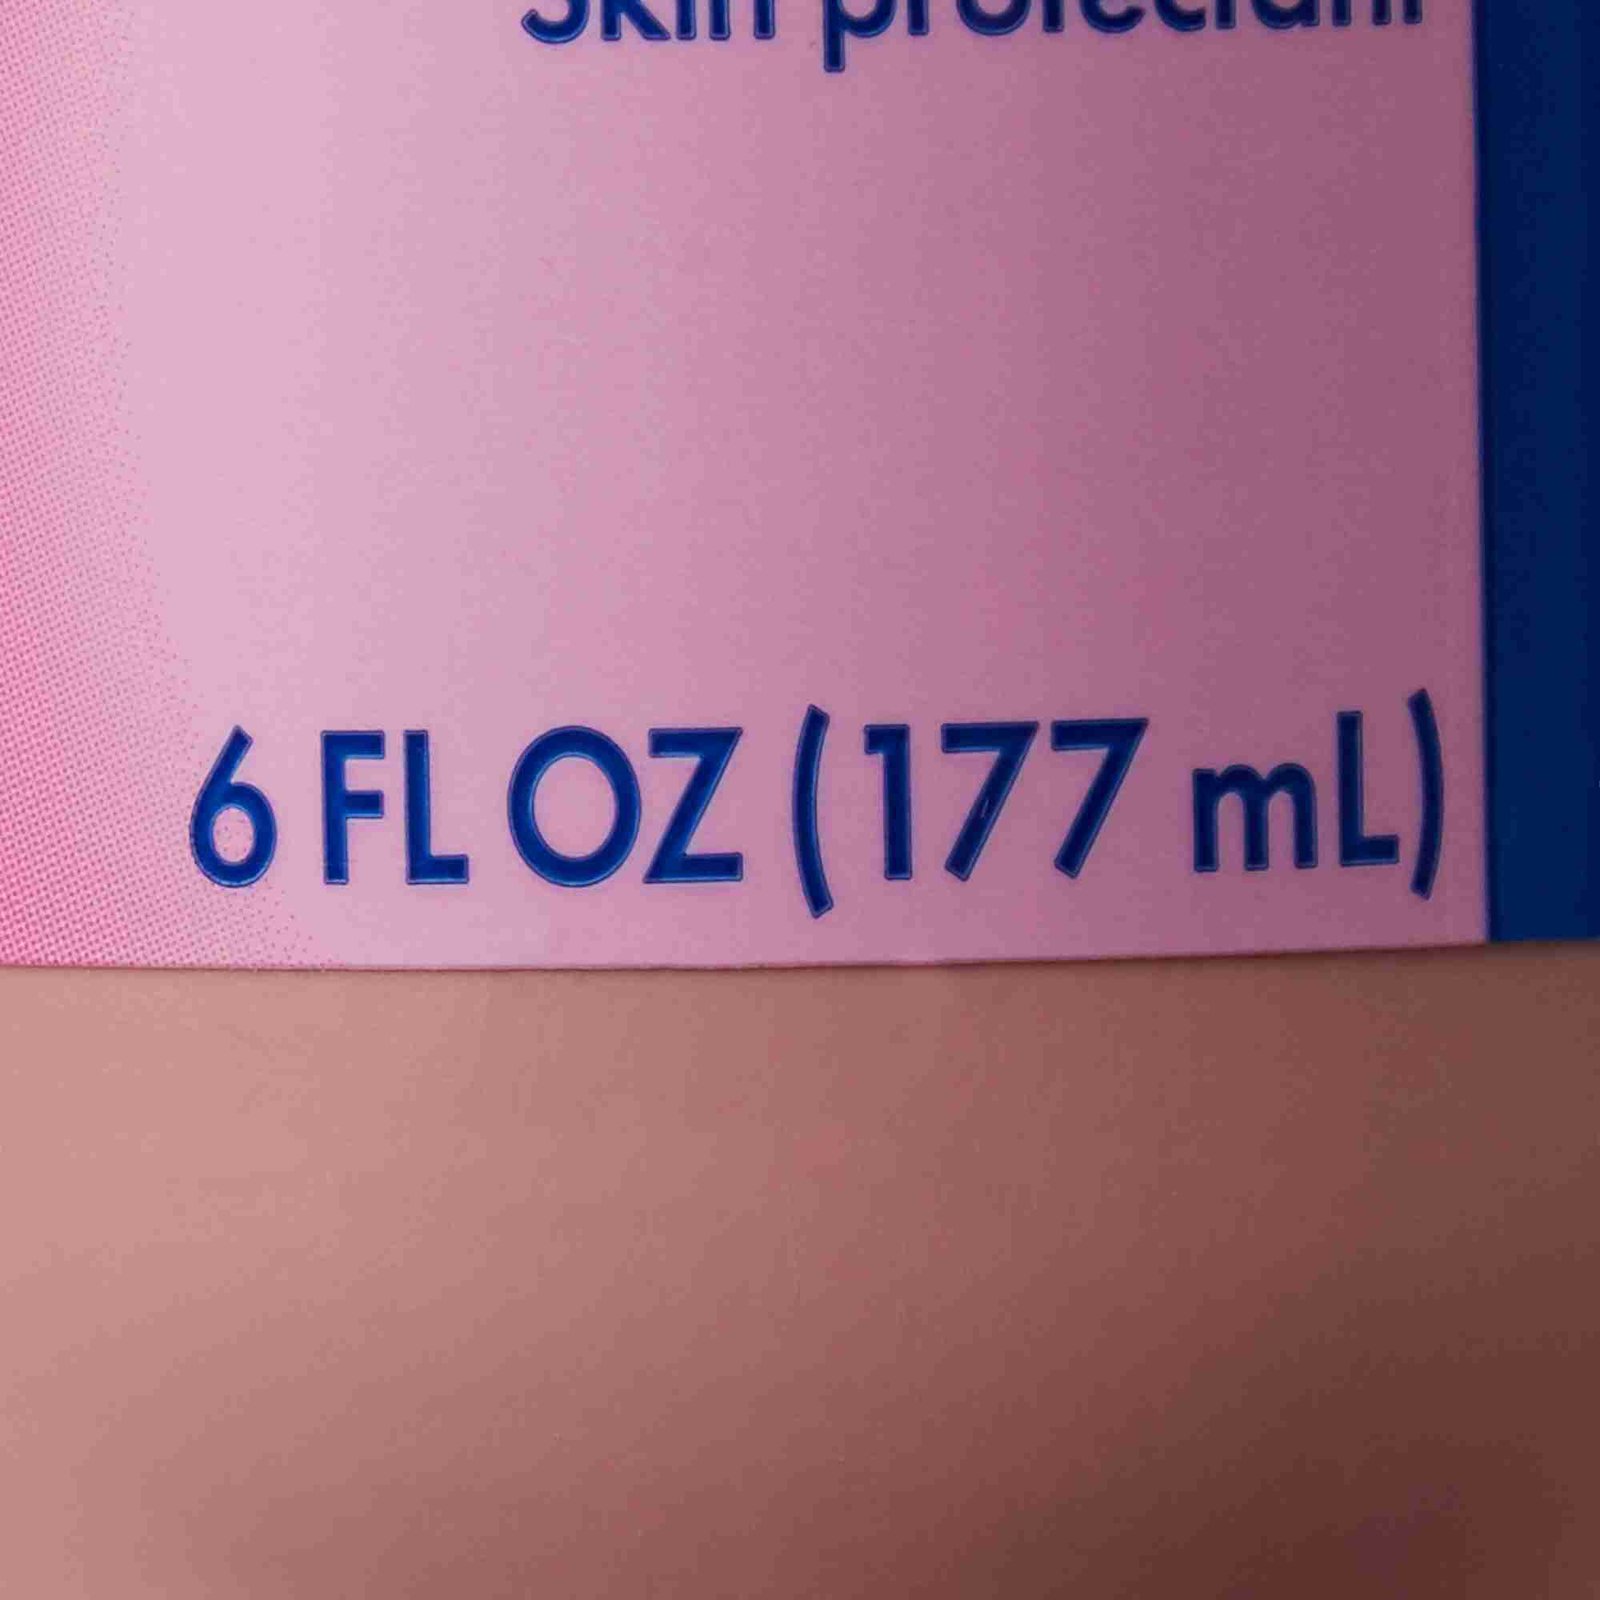 Skin protectant
6 FL OZ (177 mL)